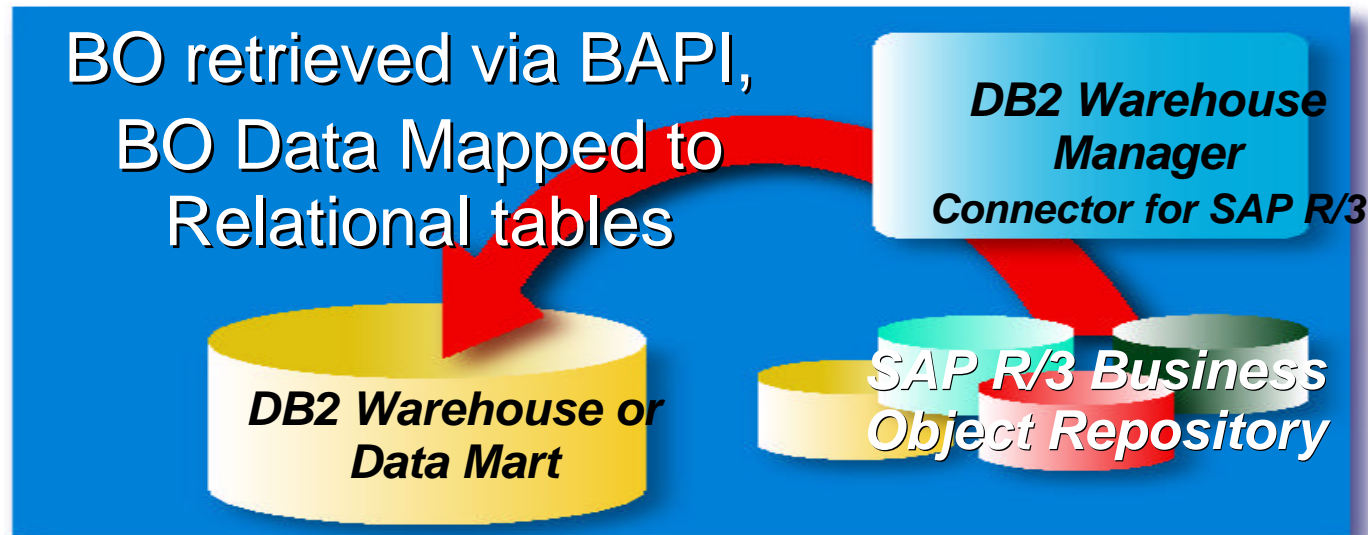 BO retrieved via BAPI,
BO Data Mapped to
Relational tables
DB2 Warehouse
Manager
Connector for SAP R/3
SAP R/3 Business
Object Repository
DB2 Warehouse or
Data Mart